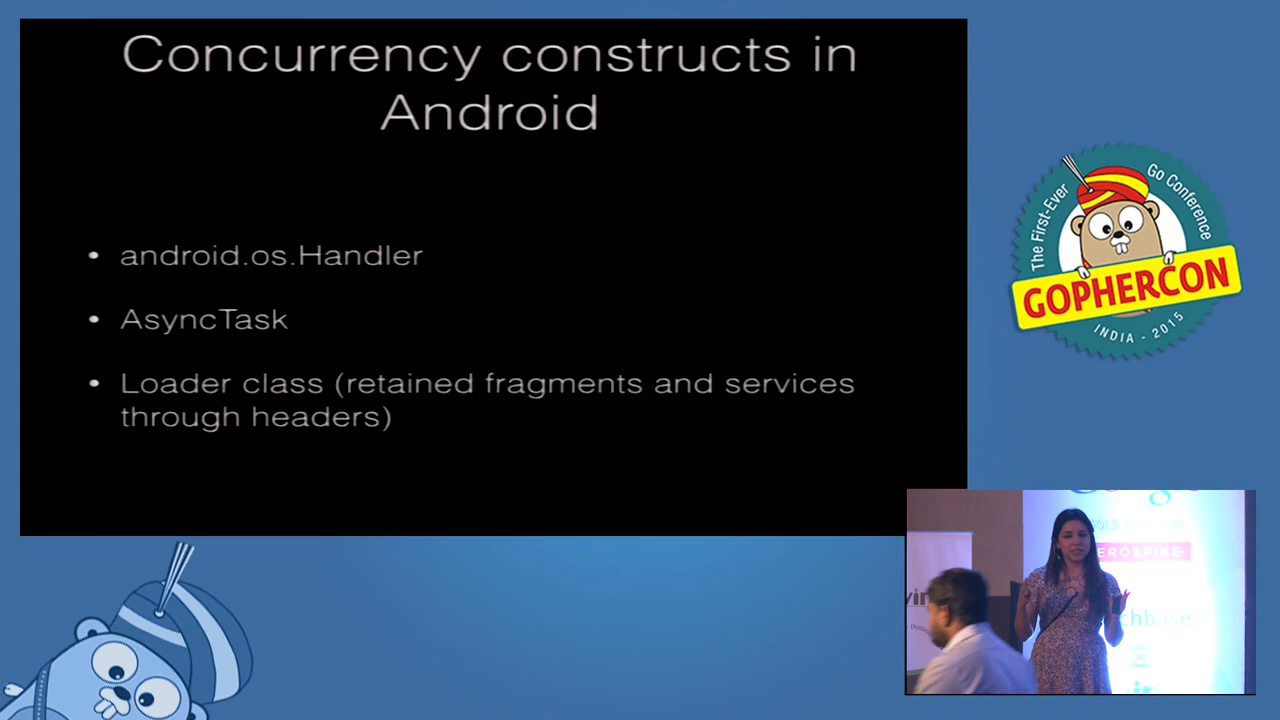 Concurrency constructs in
Android
• android.os.Handler
• AsyncTask
• Loader class (retained fragments and services
through headers)
The First-Ever
Go Conference
GOPHERCON
INDIA - 2015
EROSPIKE
chbase